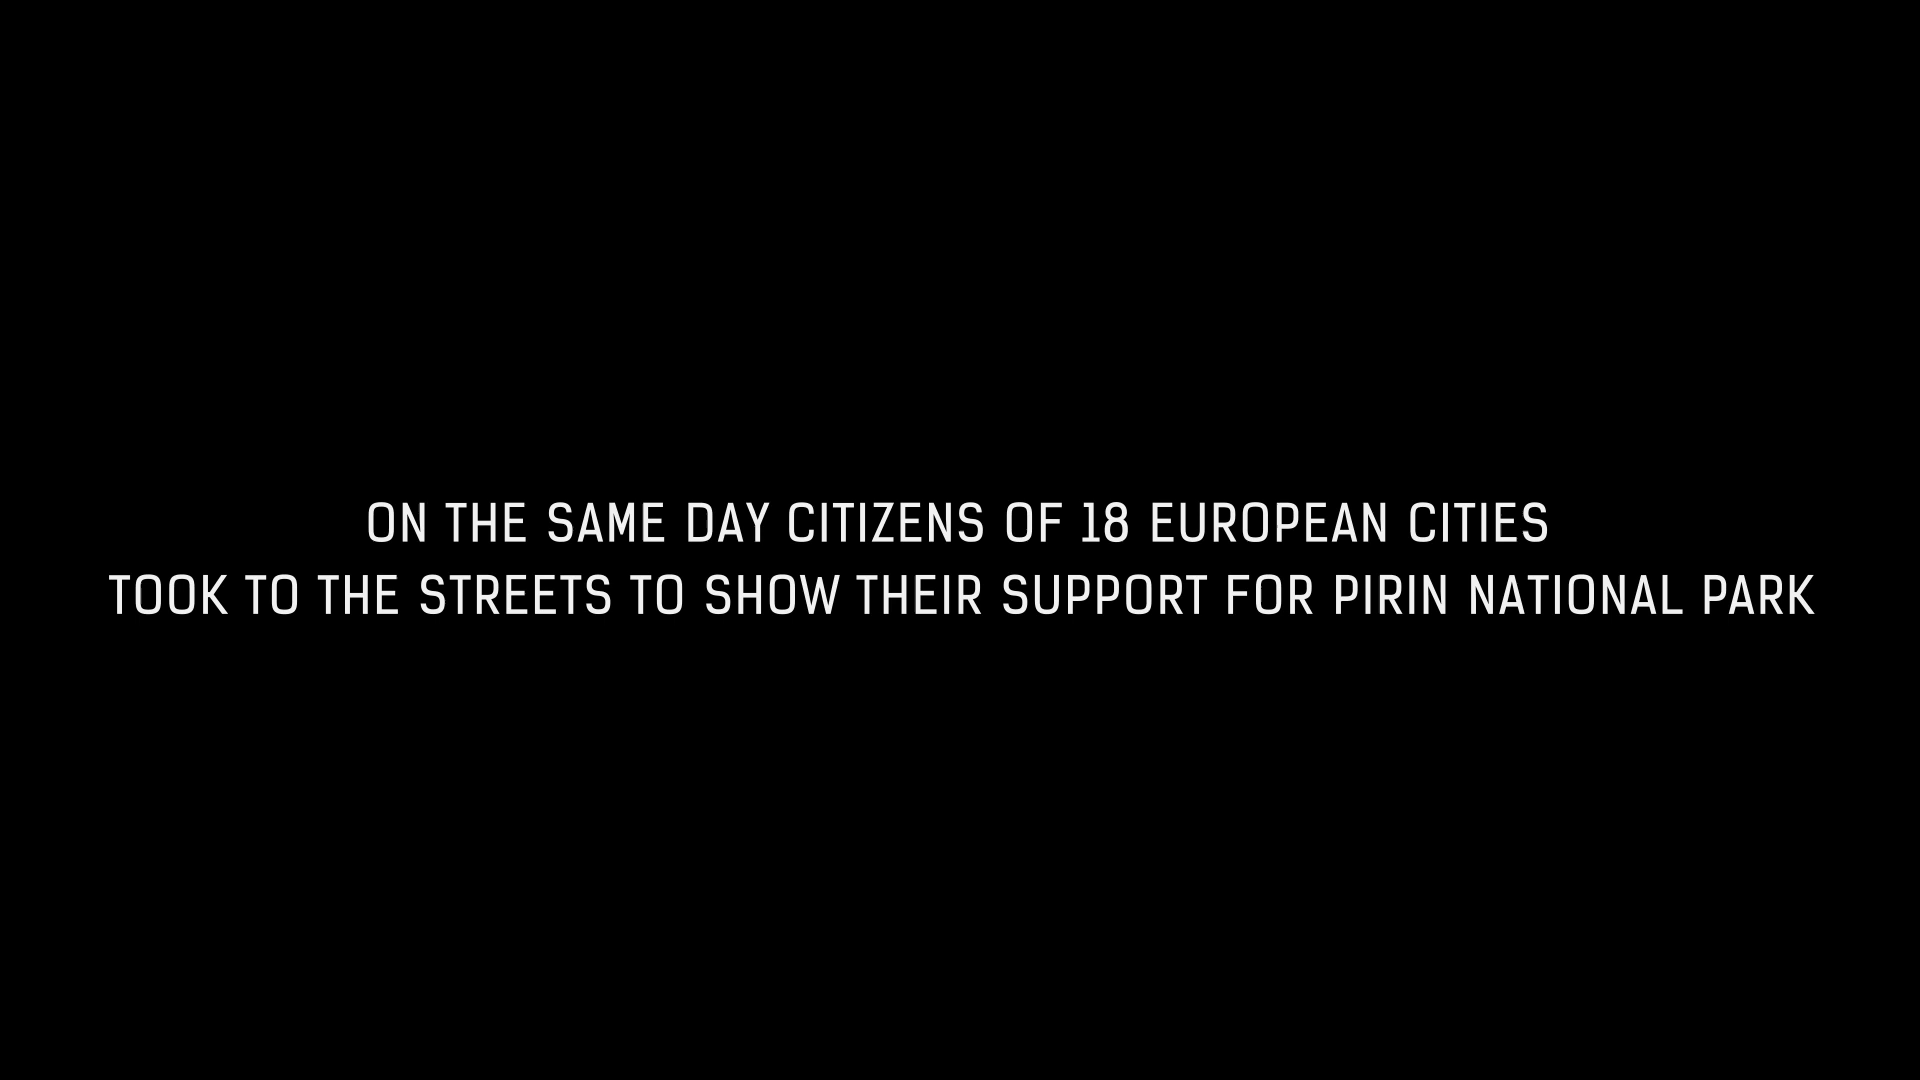 ON THE SAME DAY CITIZENS OF 18 EUROPEAN CITIES
TOOK TO THE STREETS TO SHOW THEIR SUPPORT FOR PIRIN NATIONAL PARK